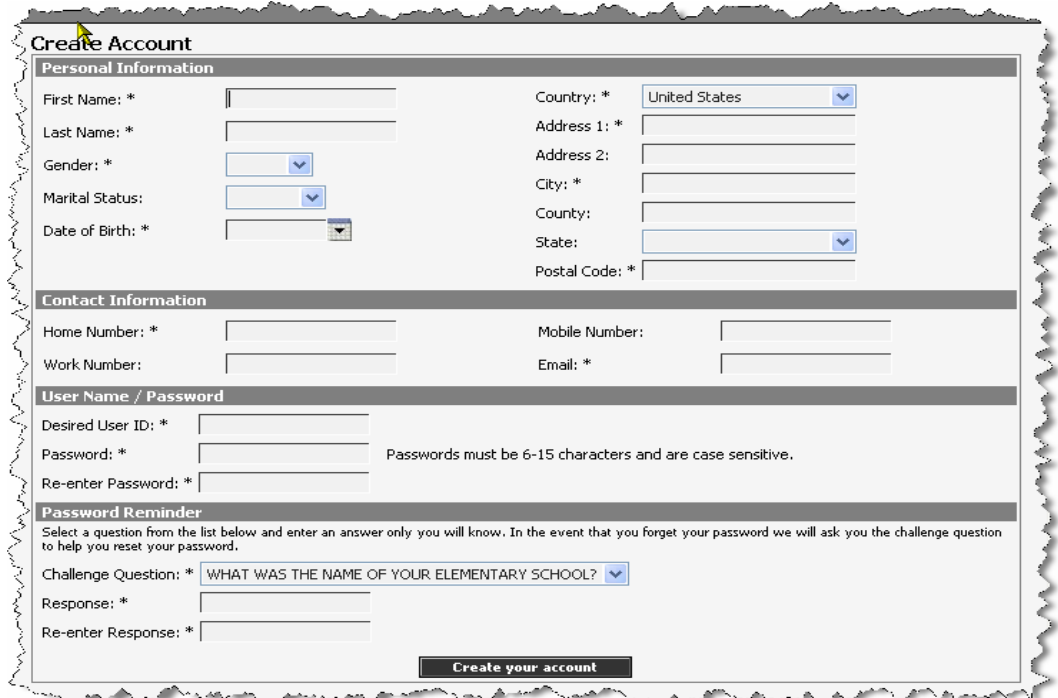 Create Account
Personal Information
First Name: *
Last Name: *
Gender: *
Marital Status:
Date of Birth: *
Country: * United States
Address 1: *
Address 2:
City: *
County:
State:
Postal Code: *
Contact Information
Home Number: *
Mobile Number:
Work Number:
Email: *
User Name / Password
Desired User ID: *
Password: * Passwords must be 6-15 characters and are case sensitive.
Re-enter Password: *
Password Reminder
Select a question from the list below and enter an answer only you will know. In the event that you forget your password we will ask you the challenge question
to help you reset your password.
Challenge Question: * WHAT WAS THE NAME OF YOUR ELEMENTARY SCHOOL?
Response: *
Re-enter Response: *
Create your account